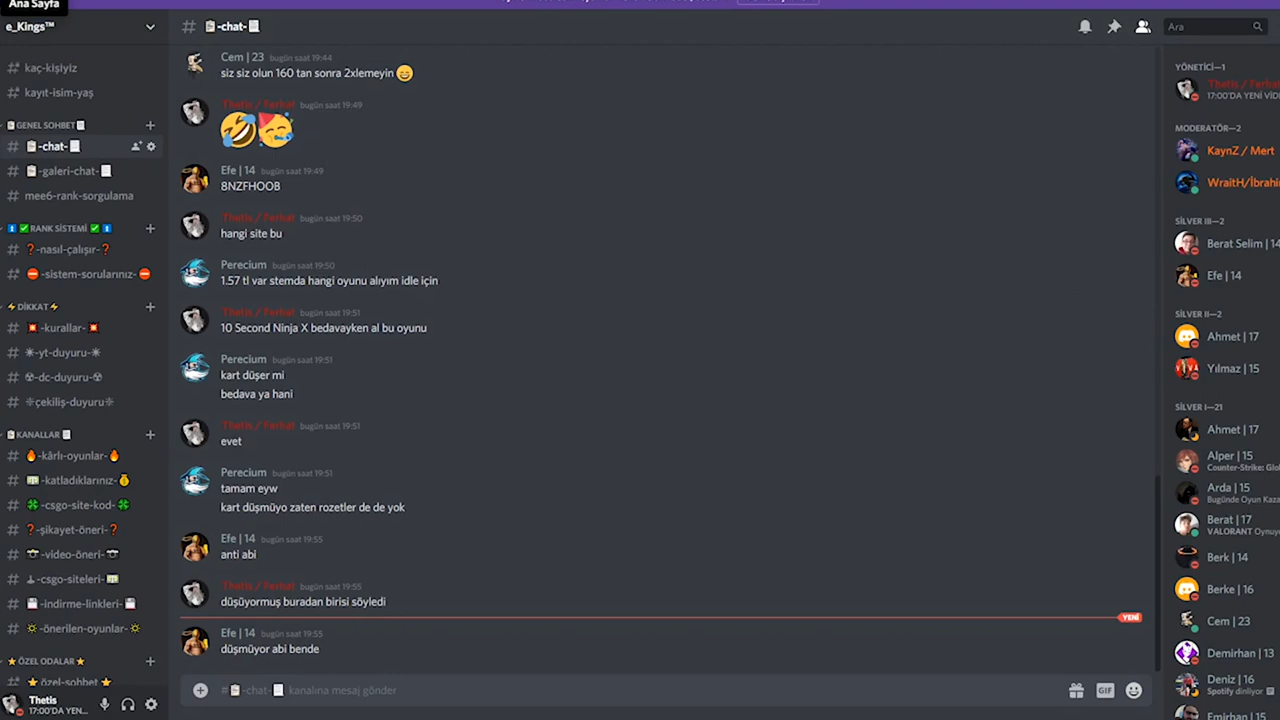 Ana Sayfa
e_Kings™
# kaç-kişiyiz
# kayıt-isim-yaş
GENEL SOHBET
# -chat-
# -galeri-chat-
# mee6-rank-sorgulama
RANK SİSTEMİ
# ❓-nasıl-çalışır-❓
# ⛔-sistem-sorularınız-⛔
⚡DİKKAT⚡
# -kurallar-
# ☀-yt-duyuru-☀
# ☢-dc-duyuru-☢
# ❊çekiliş-duyuru❊
KANALLAR
# 🔥-kârlı-oyunlar-🔥
# -katladıklarınız-💰
# 🍀-csgo-site-kod-🍀
# ❓-şikayet-öneri-❓
# -video-öneri-
# -csgo-siteleri-
# 💾-indirme-linkleri-💾
# -önerilen-oyunlar-
⭐ÖZEL ODALAR⭐
# ⭐özel-sohbet⭐
Thetis
17:00'DA YEN...
# -chat-
Ara
Cem | 23 bugün saat 19:44
siz siz olun 160 tan sonra 2xlemeyin 😄
Thetis / Ferhat bugün saat 19:49
🤣🥳
Efe | 14 bugün saat 19:49
8NZFHOOB
Thetis / Ferhat bugün saat 19:50
hangi site bu
Perecium bugün saat 19:50
1.57 tl var stemda hangi oyunu alıyım idle için
Thetis / Ferhat bugün saat 19:51
10 Second Ninja X bedavayken al bu oyunu
Perecium bugün saat 19:51
kart düşer mi
bedava ya hani
Thetis / Ferhat bugün saat 19:51
evet
Perecium bugün saat 19:51
tamam eyw
kart düşmüyo zaten rozetler de de yok
Efe | 14 bugün saat 19:55
anti abi
Thetis / Ferhat bugün saat 19:55
düşüyormuş buradan birisi söyledi
YENİ
Efe | 14 bugün saat 19:55
düşmüyor abi bende
# -chat- kanalına mesaj gönder
GIF
YÖNETİCİ—1
Thetis / Ferhat
17:00'DA YENİ VİD
MODERATÖR—2
KaynZ / Mert
WraitH/İbrahi
SİLVER III—2
Berat Selim | 14
Efe | 14
SİLVER II—2
Ahmet | 17
Yılmaz | 15
SİLVER I—21
Ahmet | 17
Alper | 15
Counter-Strike: Glo
Arda | 15
Bugünde Oyun Kaza
Berat | 17
VALORANT Oynuyo
Berk | 14
Berke | 16
Cem | 23
Demirhan | 13
Deniz | 16
Spotify dinliyor
Emirhan | 15